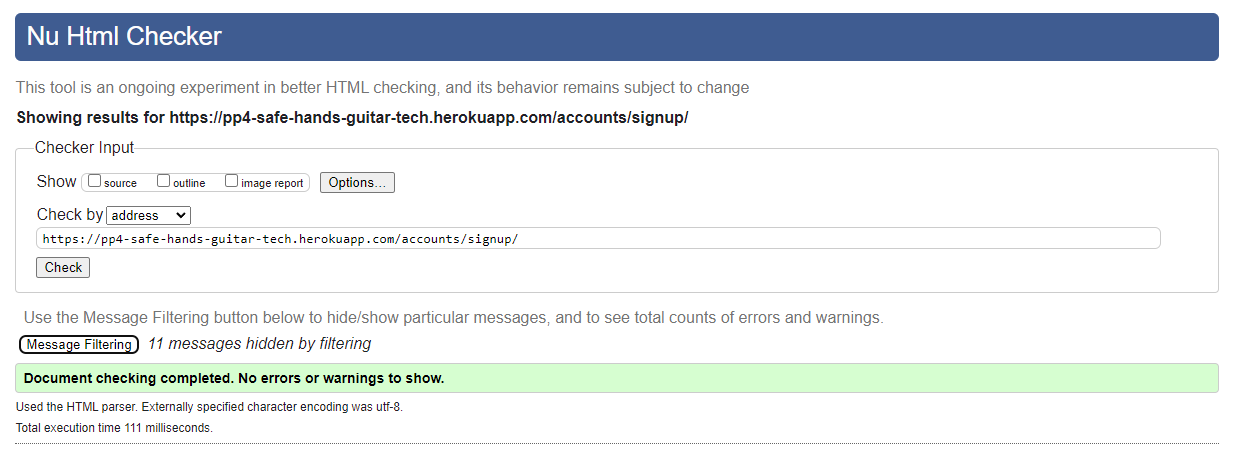 Nu Html Checker
This tool is an ongoing experiment in better HTML checking, and its behavior remains subject to change
Showing results for https://pp4-safe-hands-guitar-tech.herokuapp.com/accounts/signup/
Checker Input
Show source outline image report Options...
Check by address
https://pp4-safe-hands-guitar-tech.herokuapp.com/accounts/signup/
Check
Use the Message Filtering button below to hide/show particular messages, and to see total counts of errors and warnings.
Message Filtering 11 messages hidden by filtering
Document checking completed. No errors or warnings to show.
Used the HTML parser. Externally specified character encoding was utf-8.
Total execution time 111 milliseconds.